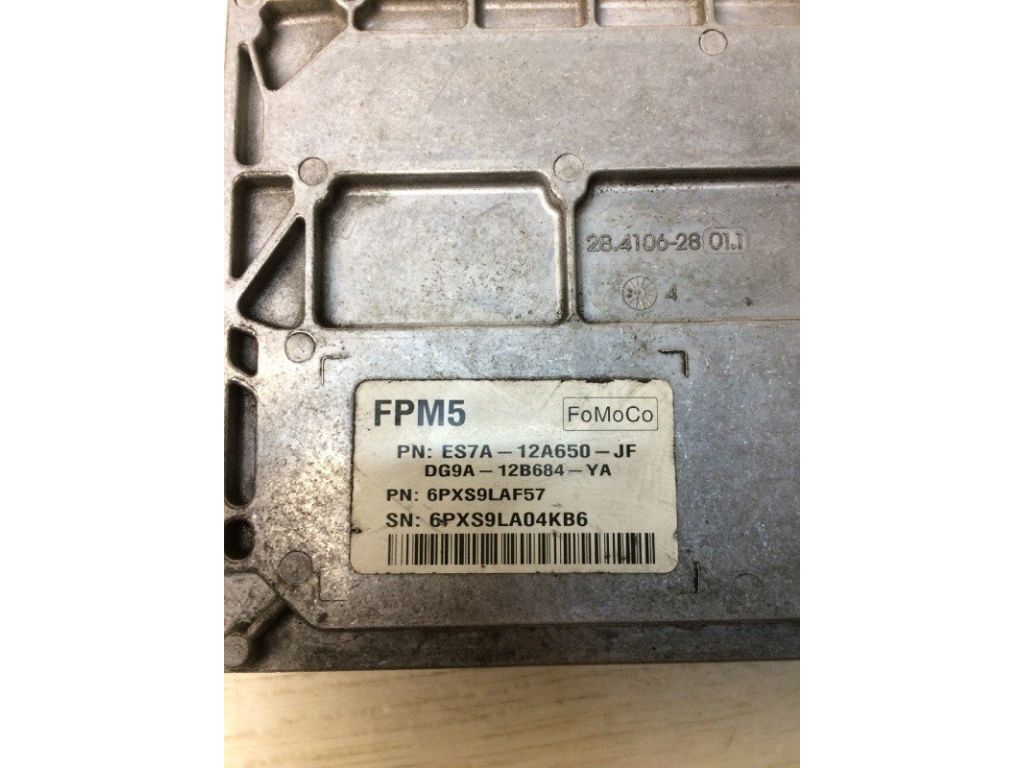 28.4106-28 01.1
4
FPM5 FoMoCo
PN: ES7A-12A650-JF
DG9A-12B684-YA
PN: 6PXS9LAF57
SN: 6PXS9LA04KB6